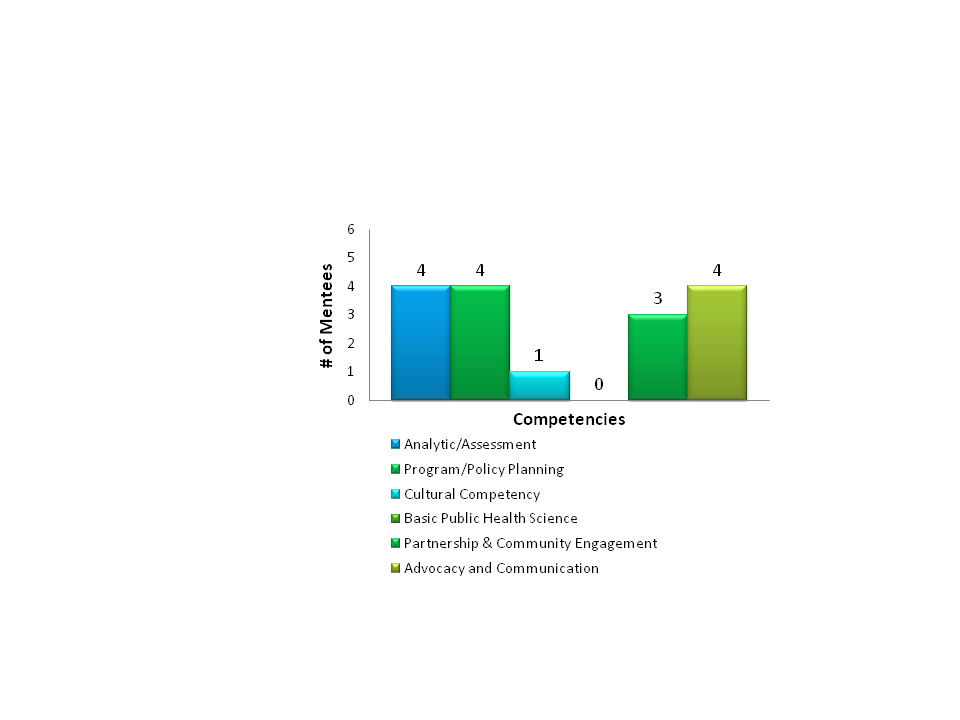 6
5
4
3
2
1
0
# of Mentees
4
4
1
0
3
4
Competencies
Analytic/Assessment
Program/Policy Planning
Cultural Competency
Basic Public Health Science
Partnership & Community Engagement
Advocacy and Communication